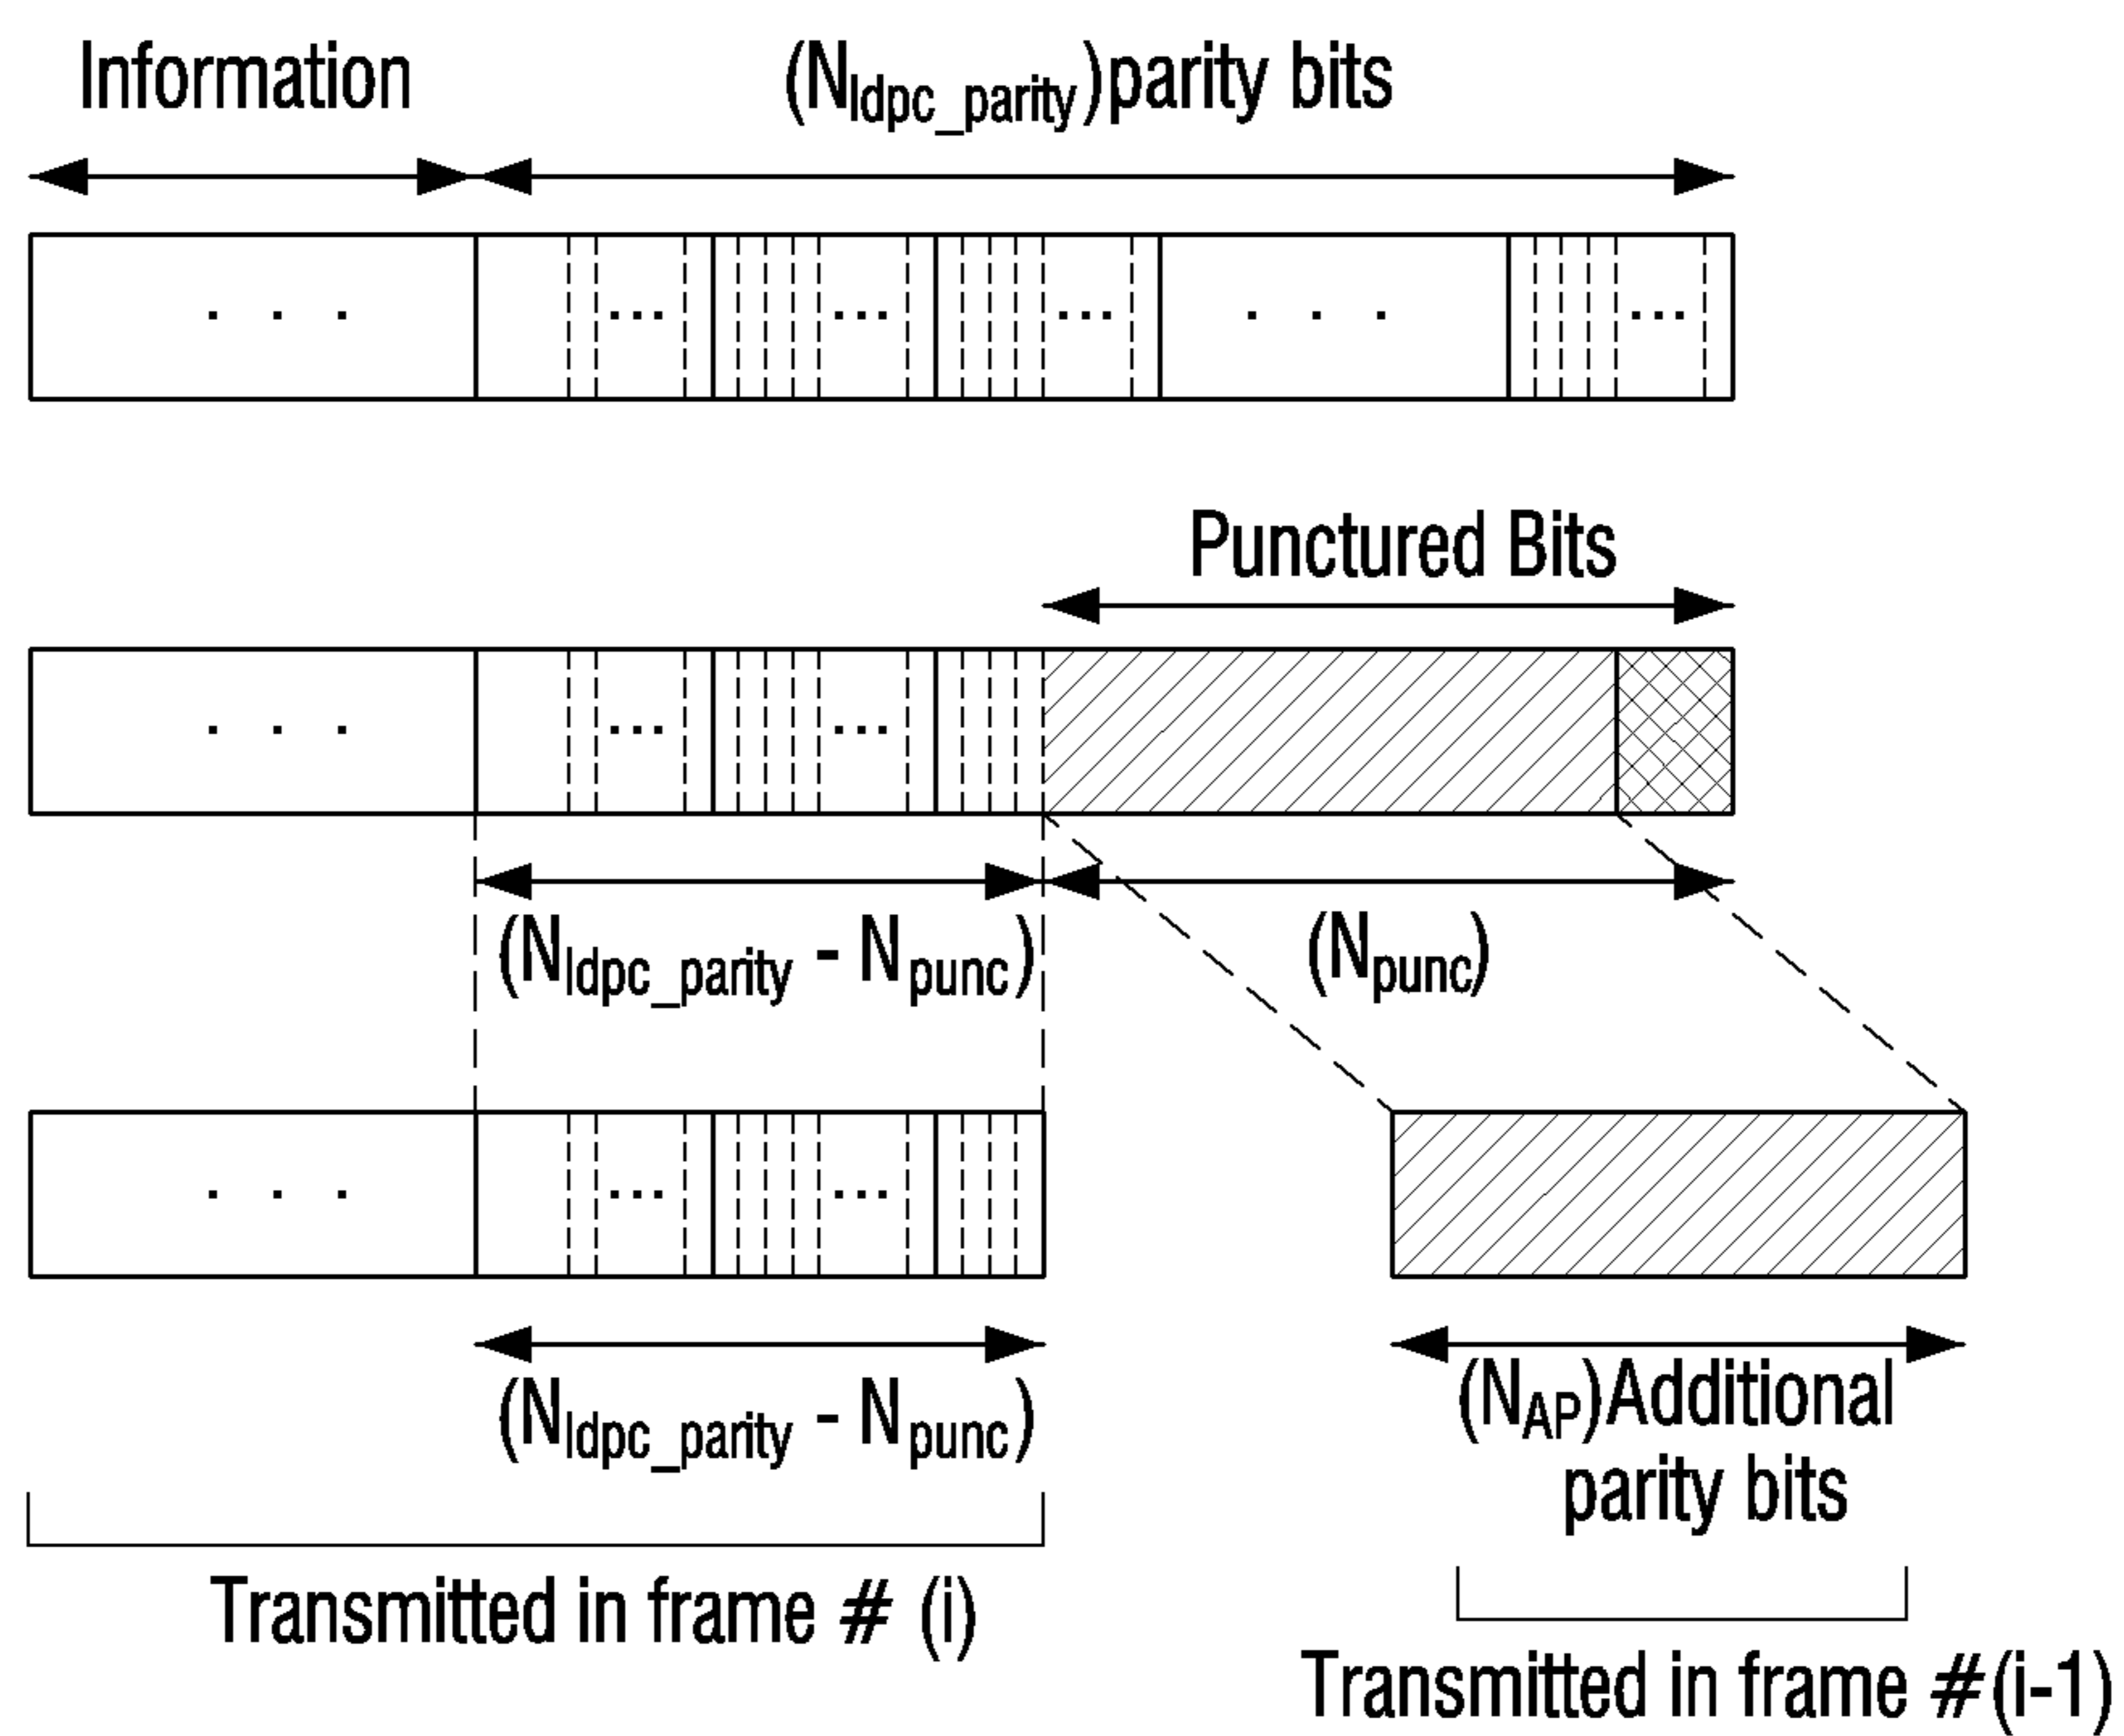 Information
(Nldpc_parity)parity bits
Punctured Bits
(Nldpc_parity - Npunc)
(Npunc)
(Nldpc_parity - Npunc)
(NAP)Additional
parity bits
Transmitted in frame # (i)
Transmitted in frame #(i-1)